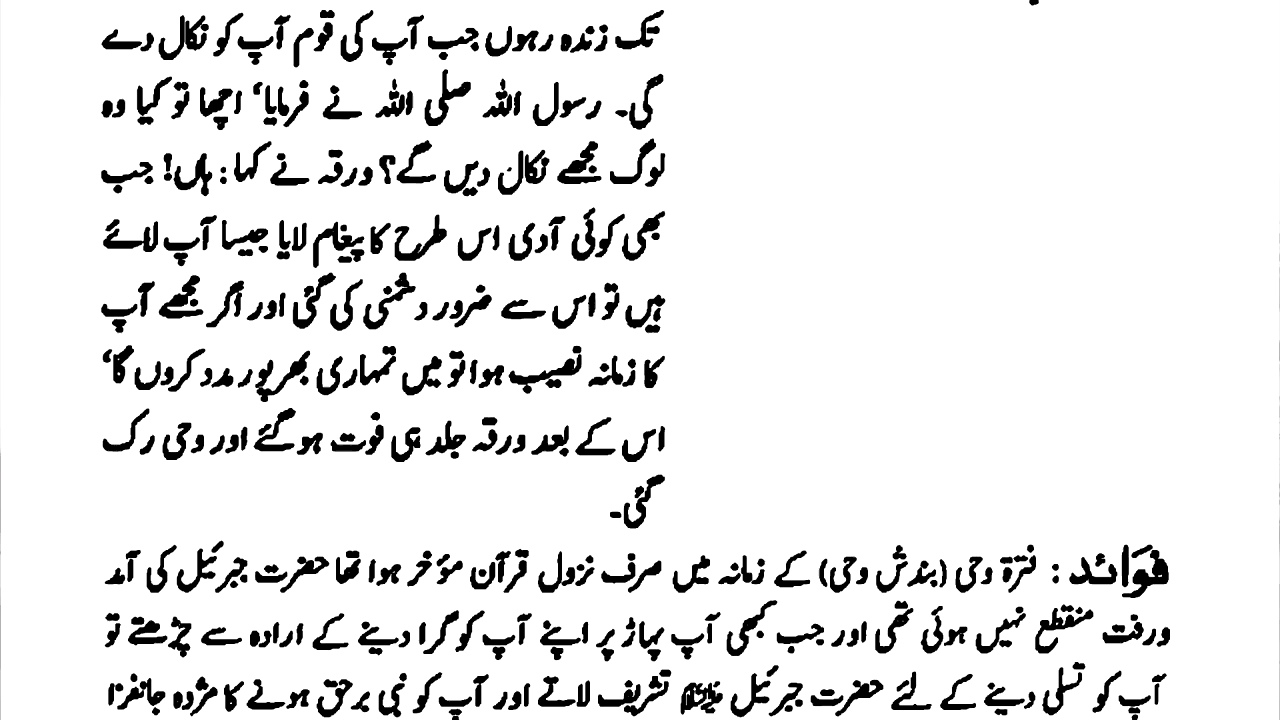 تک زندہ رہوں جب آپ کی قوم آپ کو نکال دے
گی۔ رسول اللہ صلی اللہ نے فرمایا‘ اچھا تو کیا وہ
لوگ مجھے نکال دیں گے؟ ورقہ نے کہا: ہاں! جب
بھی کوئی آدمی اس طرح کا پیغام لایا جیسا آپ لائے
ہیں تو اس سے ضرور دشمنی کی گئی اور اگر مجھے آپ
کا زمانہ نصیب ہوا تو میں تمہاری بھرپور مدد کروں گا‘
اس کے بعد ورقہ جلد ہی فوت ہوگئے اور وحی رک
گئی۔
فوَائد: فترۃ وحی (بندش وحی) کے زمانہ میں صرف نزول قرآن مؤخر ہوا تھا حضرت جبرئیل کی آمد
ورفت منقطع نہیں ہوئی تھی اور جب کبھی آپ پہاڑ پر اپنے آپ کو گرا دینے کے ارادہ سے چڑھتے تو
آپ کو تسلی دینے کے لئے حضرت جبرئیل ﷺ تشریف لاتے اور آپ کو نبی برحق ہونے کا مژدہ جانفزا